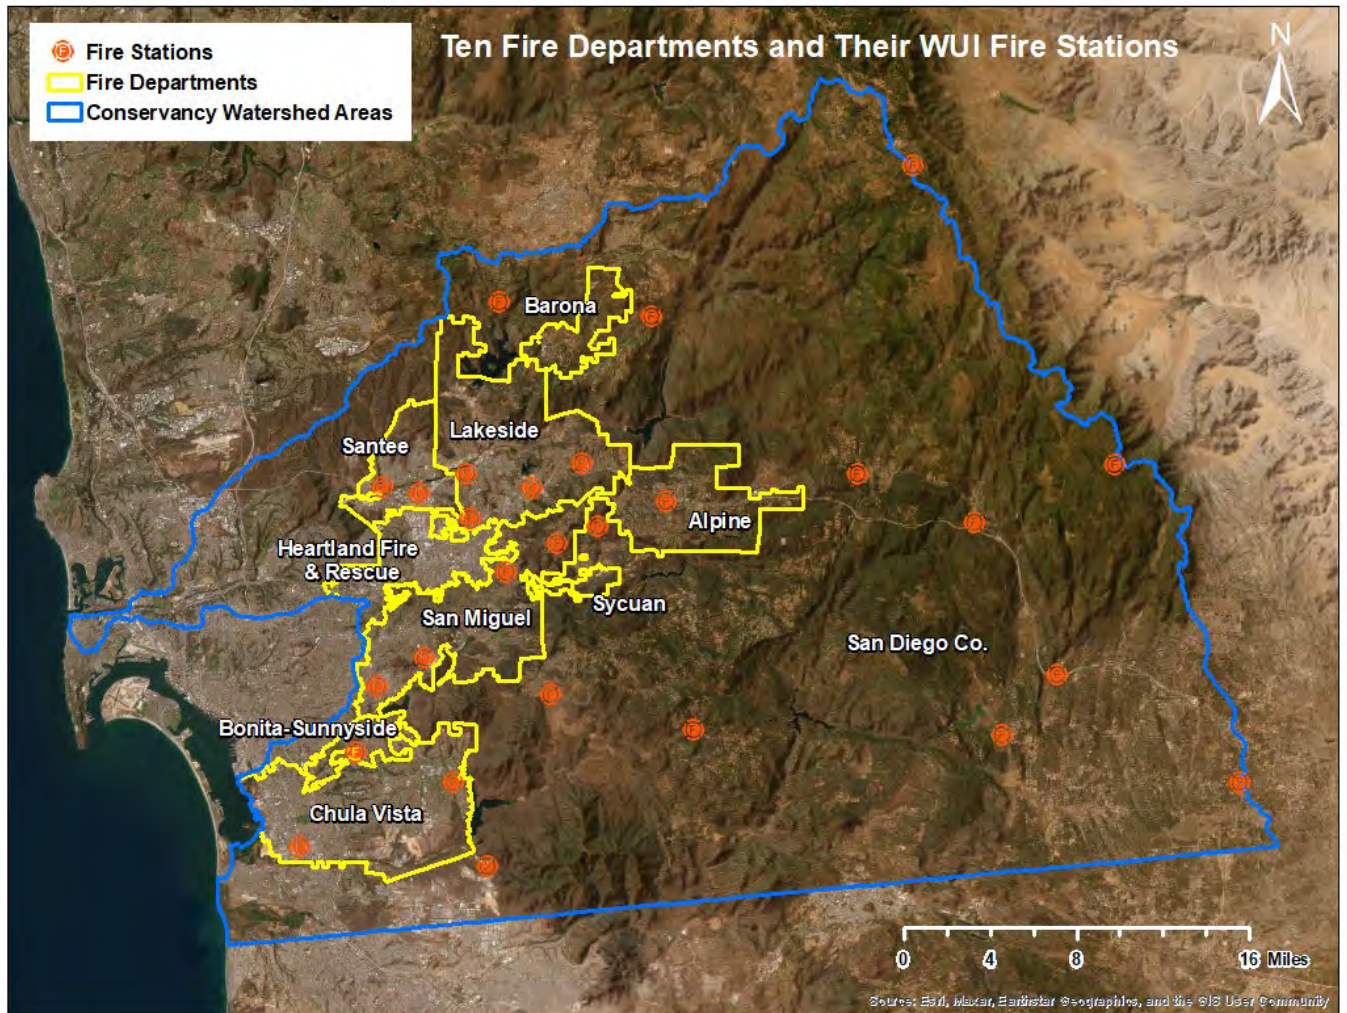 Ten Fire Departments and Their WUI Fire Stations
Fire Stations
Fire Departments
Conservancy Watershed Areas
N
Barona
Lakeside
Santee
Alpine
Heartland Fire
& Rescue
Sycuan
San Miguel
San Diego Co.
Bonita-Sunnyside
Chula Vista
0 4 8 16 Miles
Source: Esri, Maxar, Earthstar Geographics, and the GIS User Community